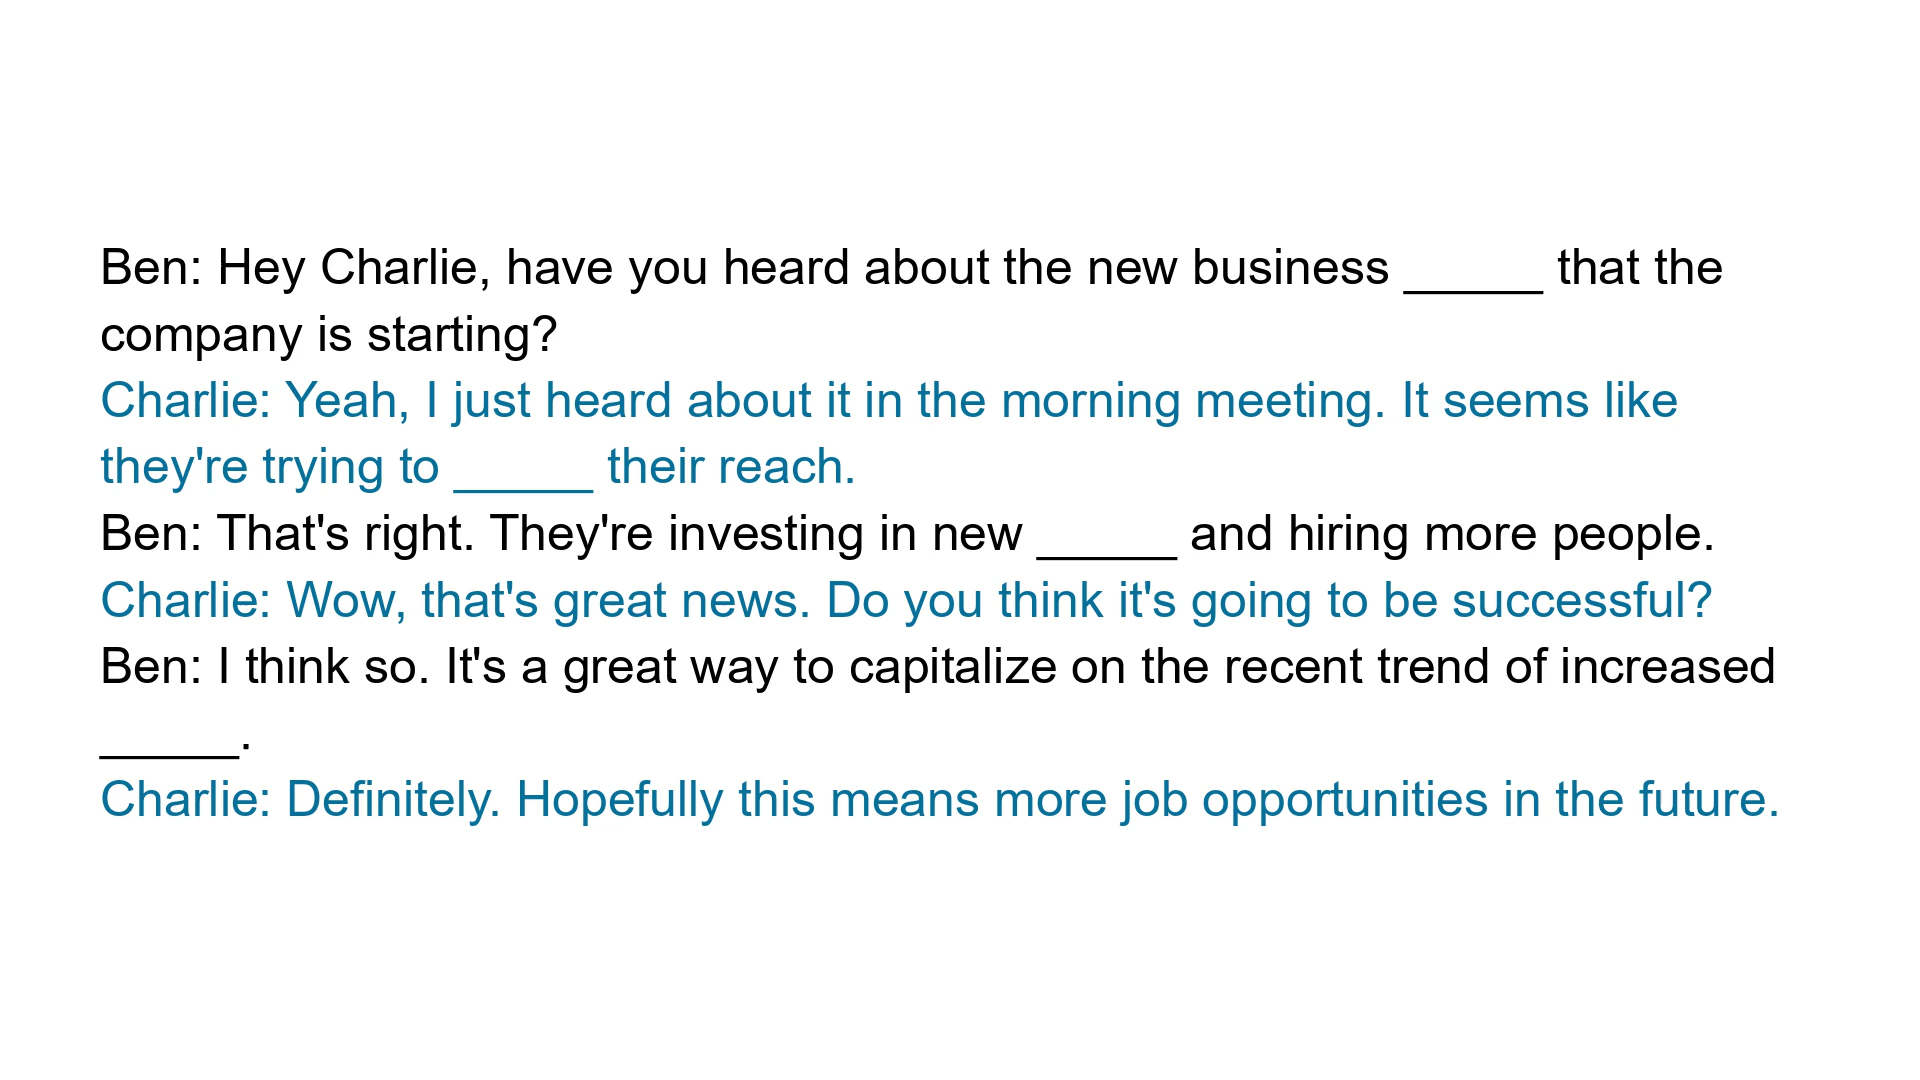 Ben: Hey Charlie, have you heard about the new business _____ that the
company is starting?
Charlie: Yeah, I just heard about it in the morning meeting. It seems like
they're trying to _____ their reach.
Ben: That's right. They're investing in new _____ and hiring more people.
Charlie: Wow, that's great news. Do you think it's going to be successful?
Ben: I think so. It's a great way to capitalize on the recent trend of increased
_____.
Charlie: Definitely. Hopefully this means more job opportunities in the future.